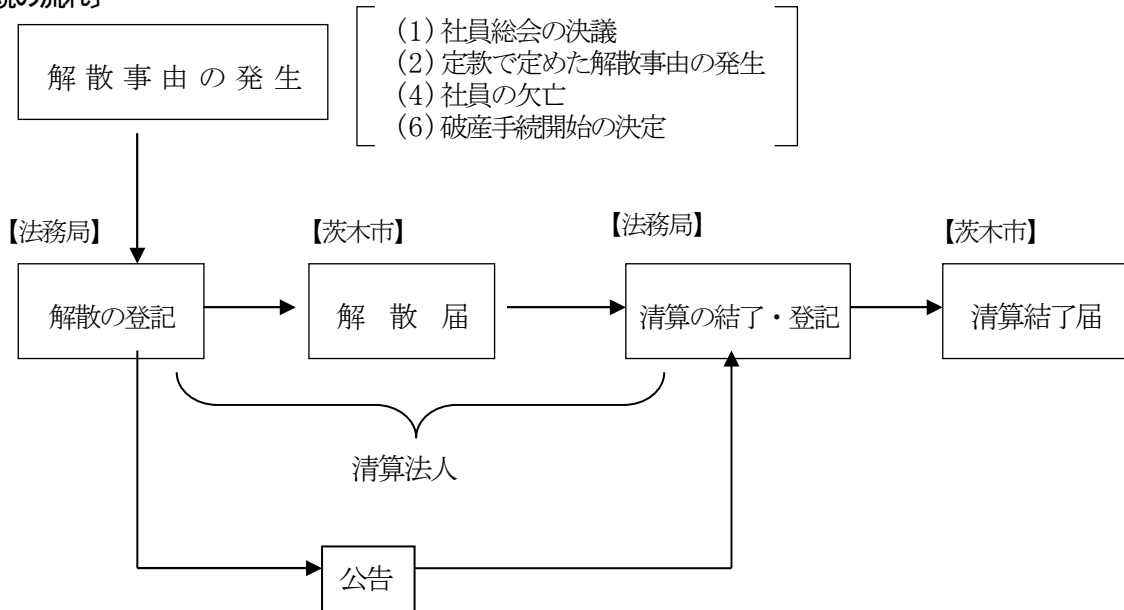 の流れ」
解散事由の発生
(1)社員総会の決議
(2)定款で定めた解散事由の発生
(4)社員の欠亡
(6)破産手続開始の決定
【法務局】
【茨木市】
【法務局】
【茨木市】
解散の登記
解散届
清算の結了・登記
清算結了届
清算法人
公告